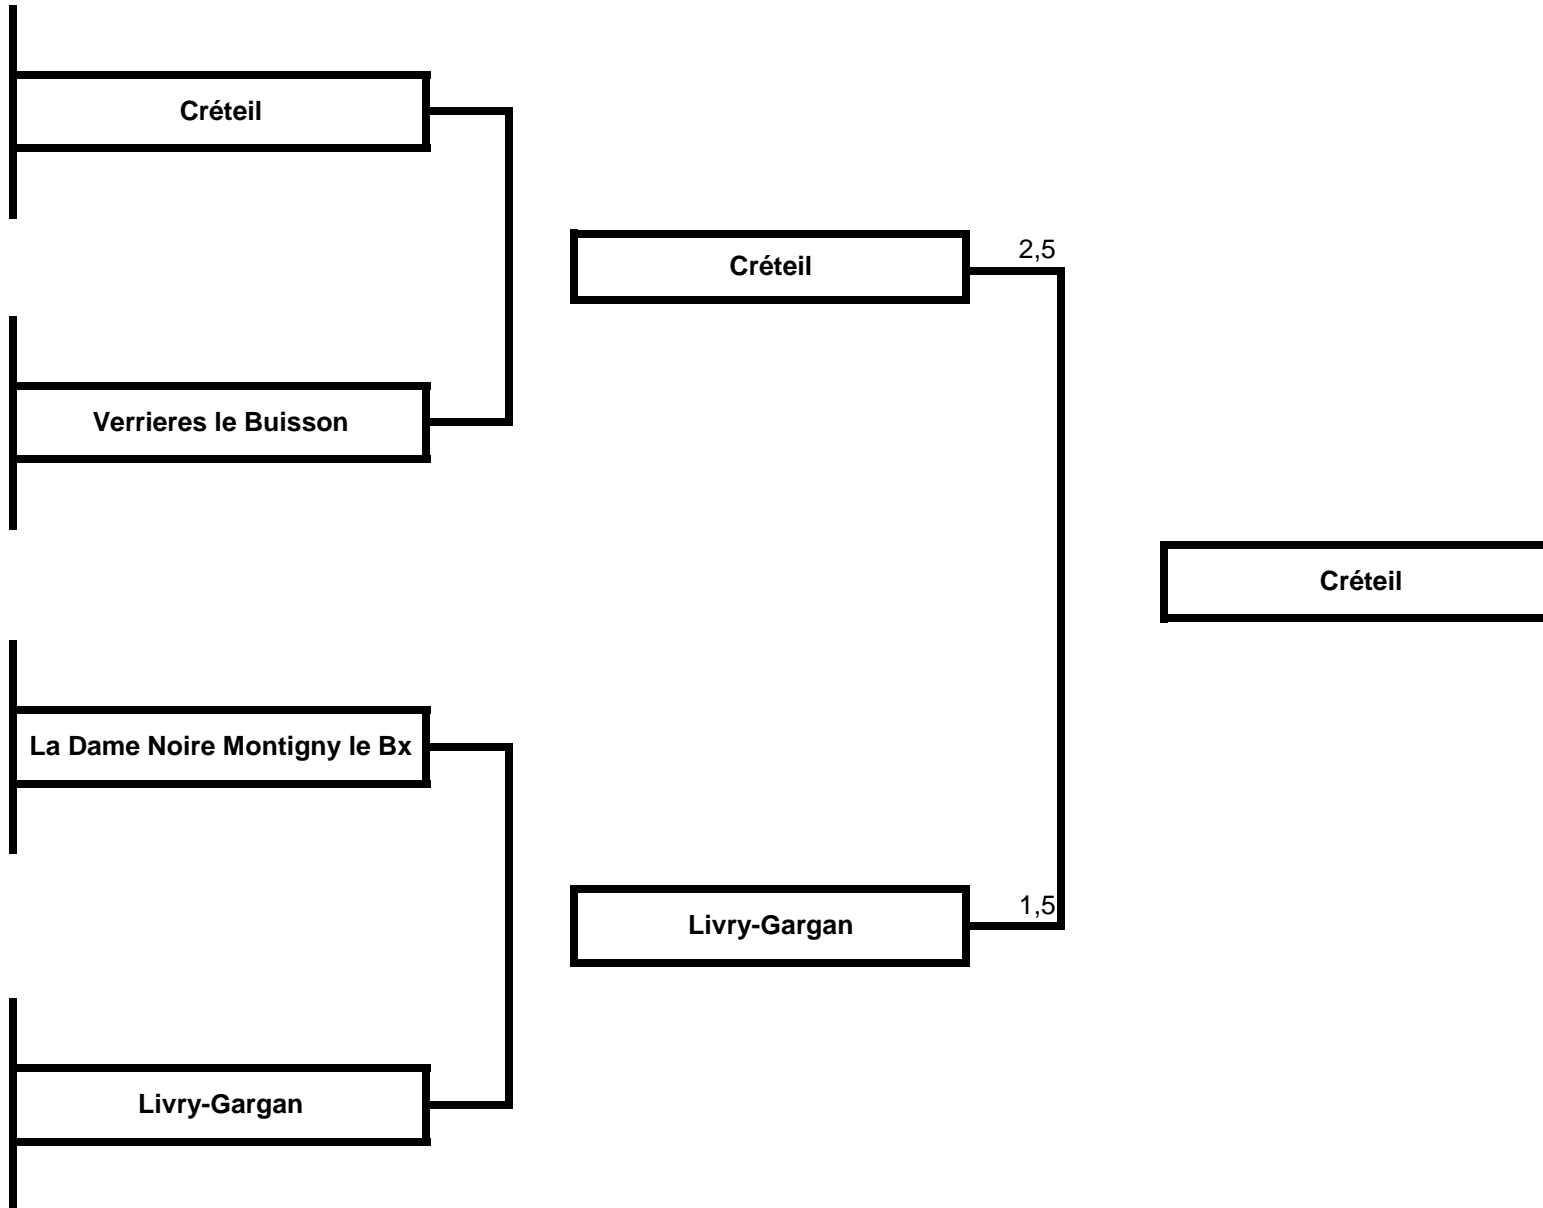 Créteil
2,5
Créteil
Verrieres le Buisson
Créteil
La Dame Noire Montigny le Bx
1,5
Livry-Gargan
Livry-Gargan